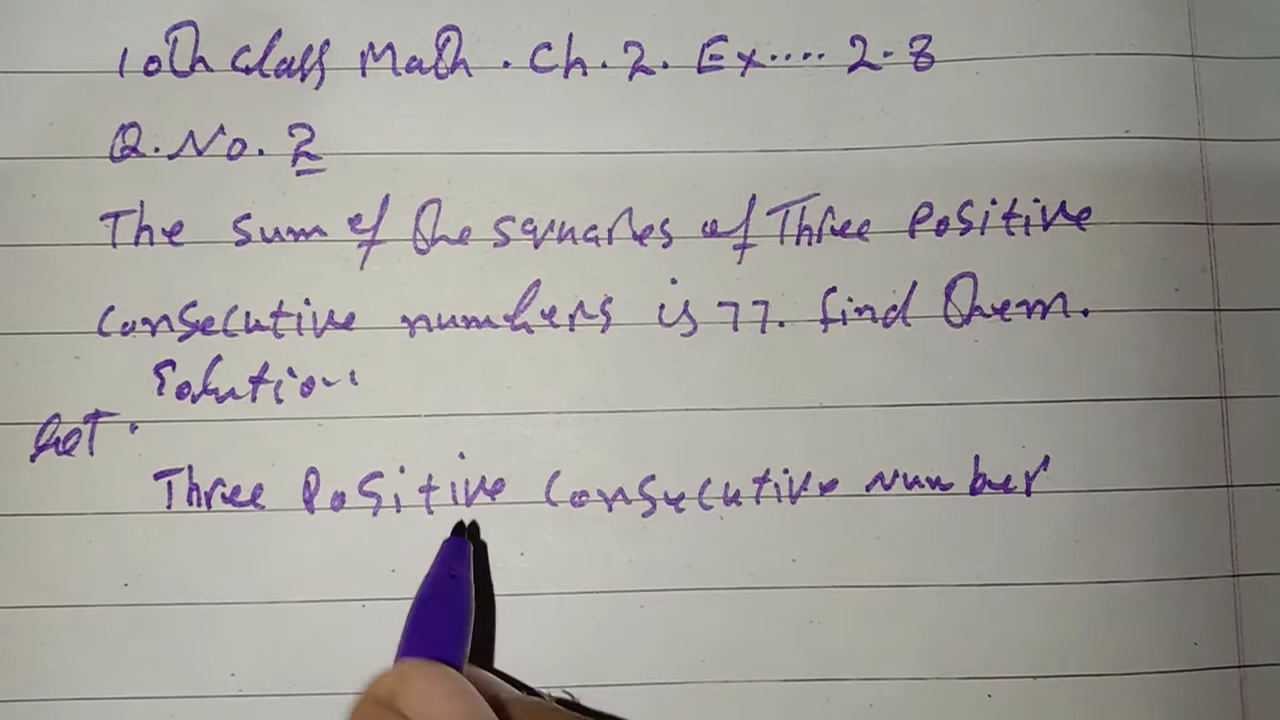 10th Class Math. Ch. 2. Ex.... 2.8
Q.No. 2
The sum of the squares of Three Positive
consecutive numbers is 77. find them.
Solution:
Let.
Three Positive Consecutive Number